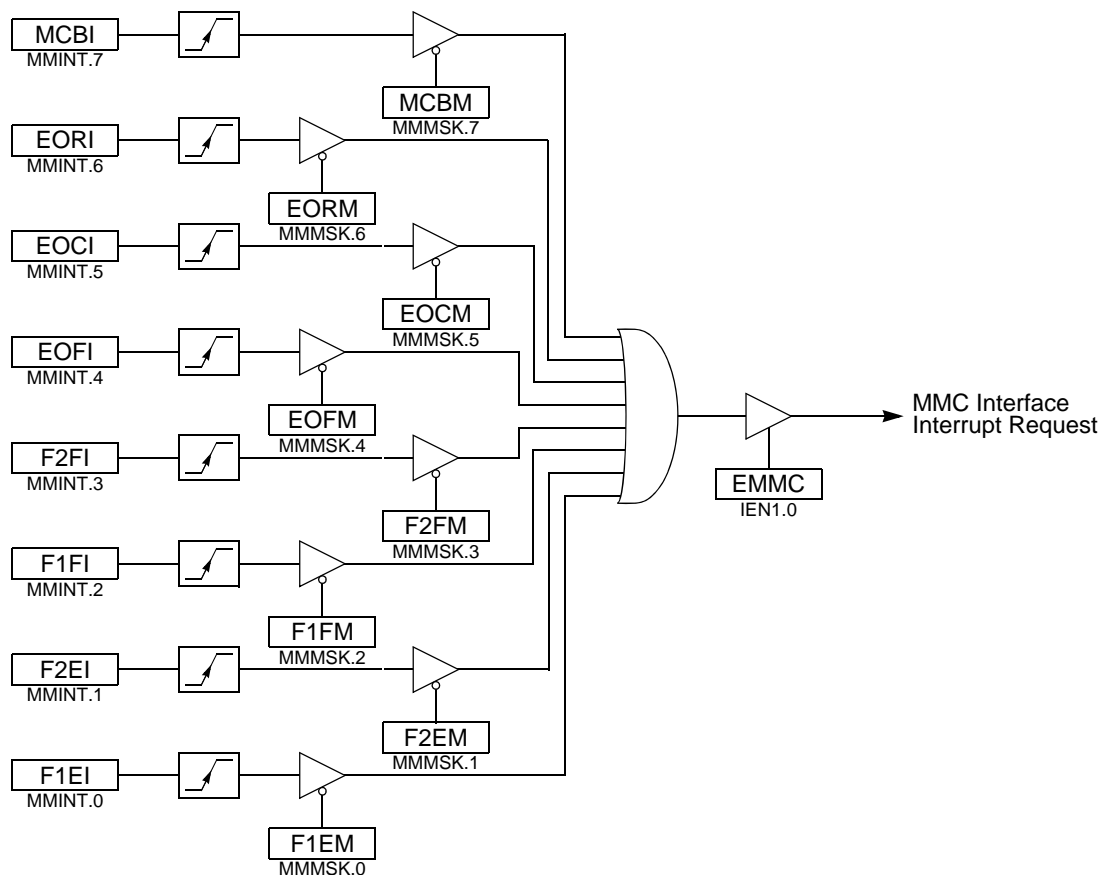 MCBI
MMINT.7
MCBM
MMMSK.7
EORI
MMINT.6
EORM
MMMSK.6
EOCI
MMINT.5
EOCM
MMMSK.5
EOFI
MMINT.4
EOFM
MMMSK.4
MMC Interface
Interrupt Request
F2FI
MMINT.3
EMMC
IEN1.0
F2FM
MMMSK.3
F1FI
MMINT.2
F1FM
MMMSK.2
F2EI
MMINT.1
F2EM
MMMSK.1
F1EI
MMINT.0
F1EM
MMMSK.0